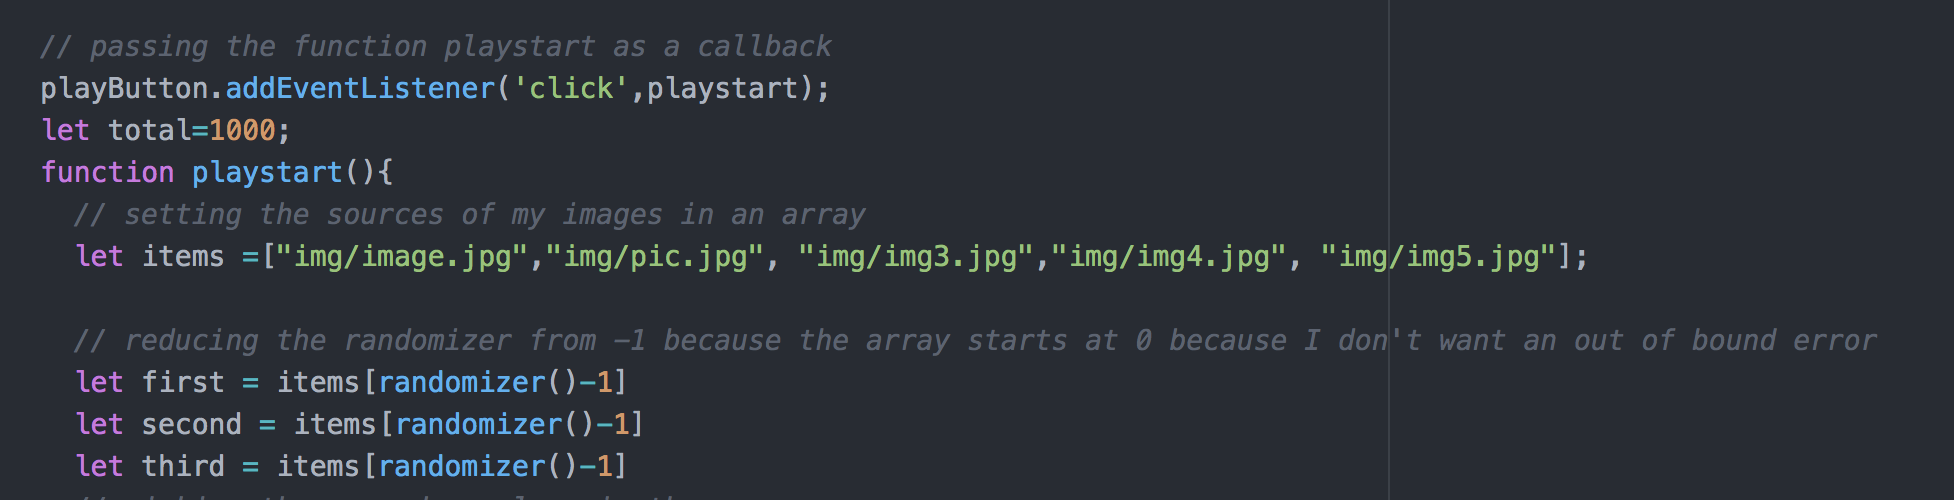 // passing the function playstart as a callback
playButton.addEventListener('click',playstart);
let total=1000;
function playstart(){
// setting the sources of my images in an array
let items =["img/image.jpg","img/pic.jpg", "img/img3.jpg","img/img4.jpg", "img/img5.jpg"];
// reducing the randomizer from -1 because the array starts at 0 because I don't want an out of bound error
let first = items[randomizer()-1]
let second = items[randomizer()-1]
let third = items[randomizer()-1]